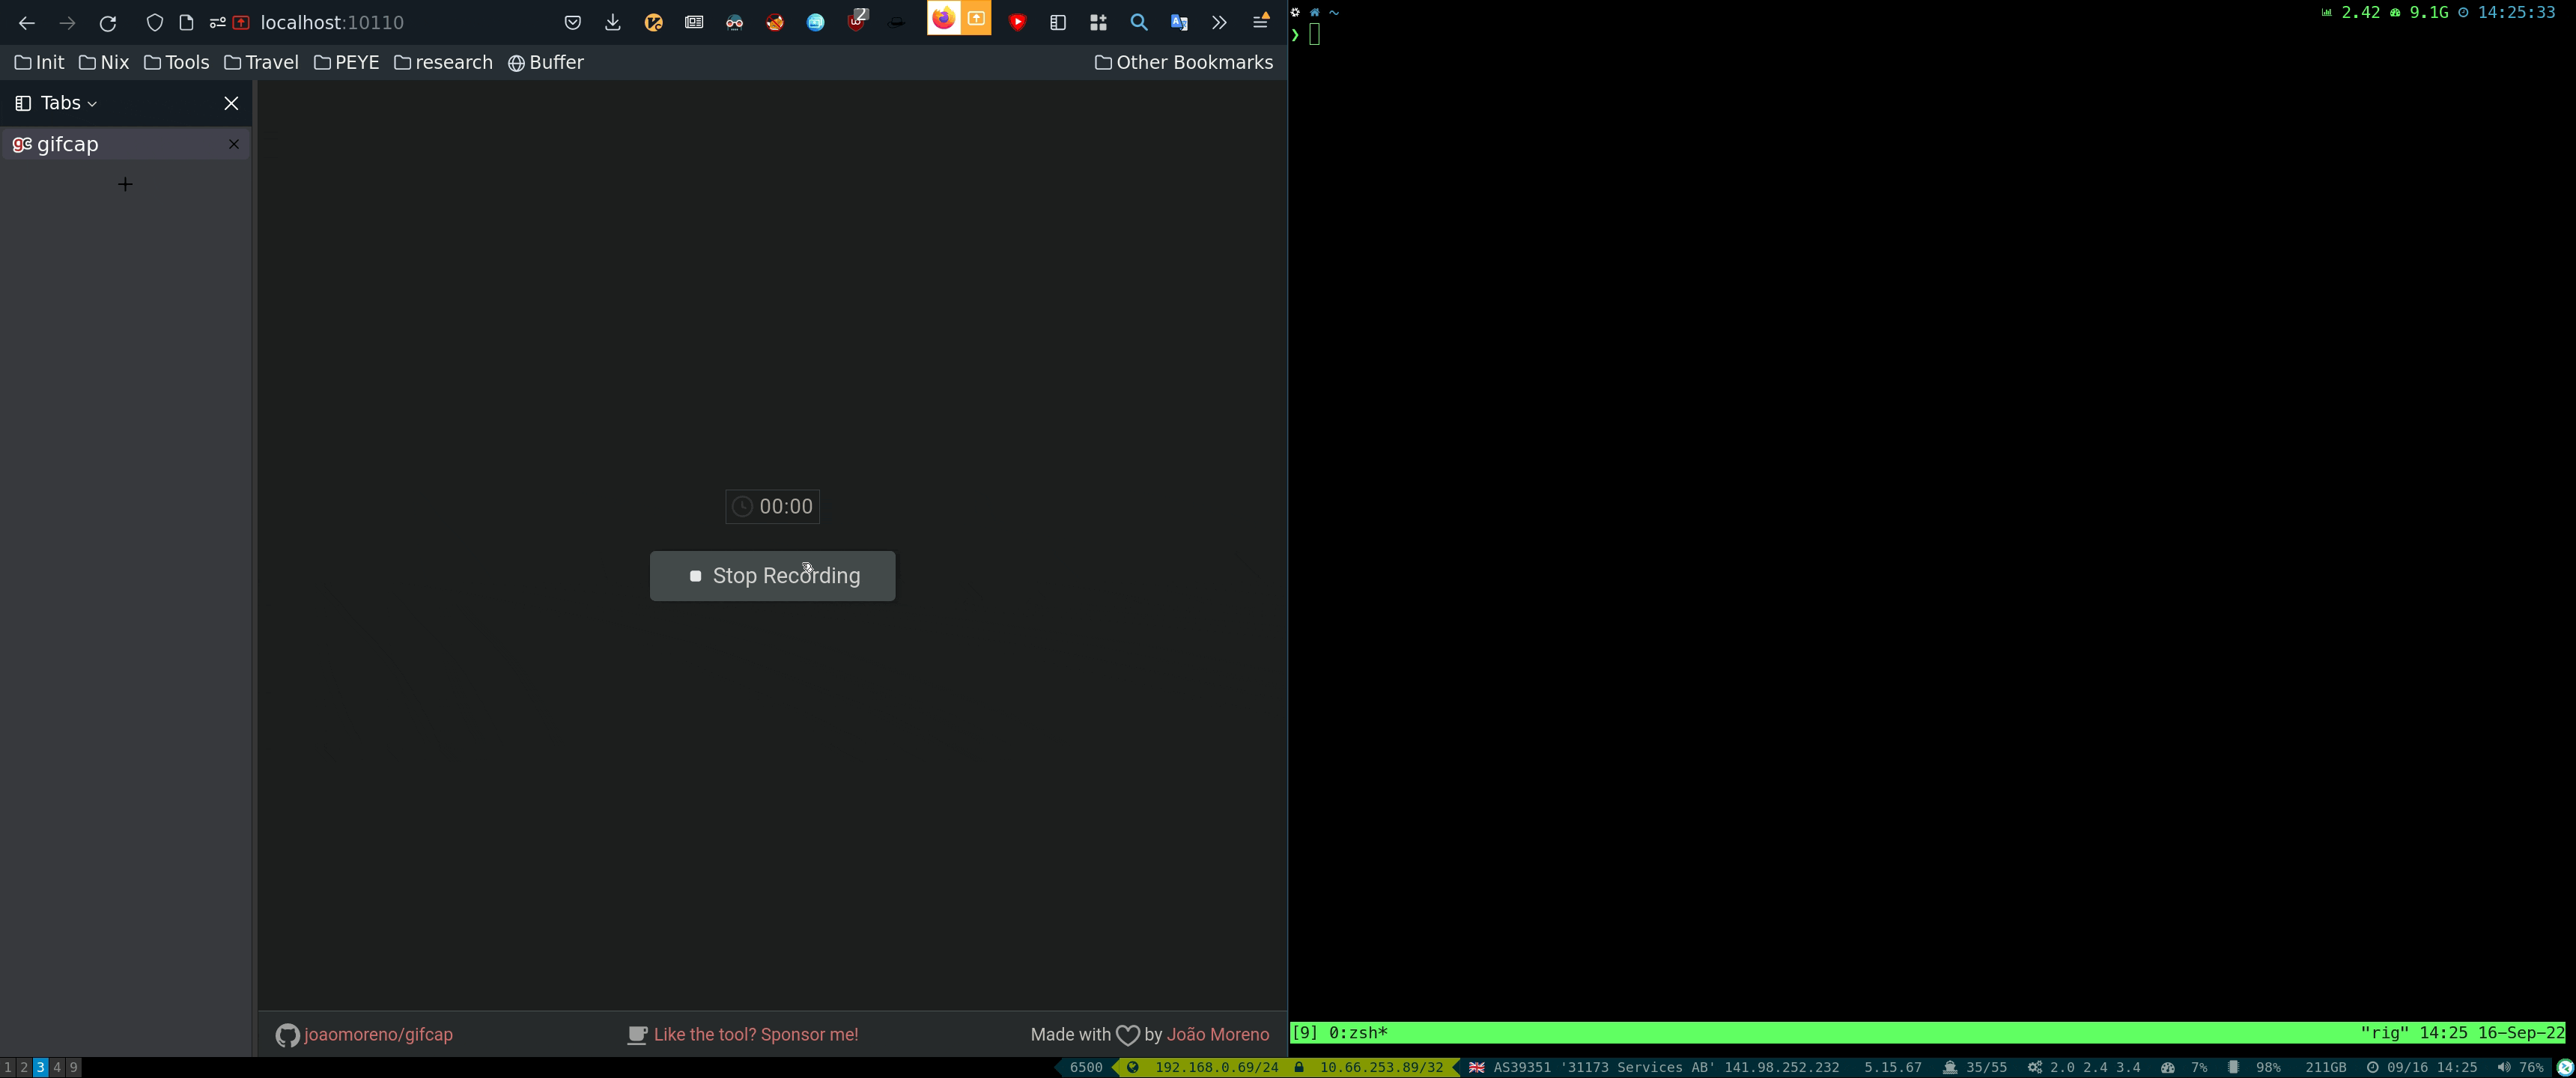 localhost:10110
2
Init Nix Tools Travel PEYE research Buffer Other Bookmarks
Tabs
gc gifcap
00:00
Stop Recording
joaomoreno/gifcap Like the tool? Sponsor me! Made with by João Moreno
~ 2.42 9.1G 14:25:33
❯
[9] 0:zsh* "rig" 14:25 16-Sep-22
1 2 3 4 9 6500 192.168.0.69/24 10.66.253.89/32 AS39351 '31173 Services AB' 141.98.252.232 5.15.67 35/55 2.0 2.4 3.4 7% 98% 211GB 09/16 14:25 76%